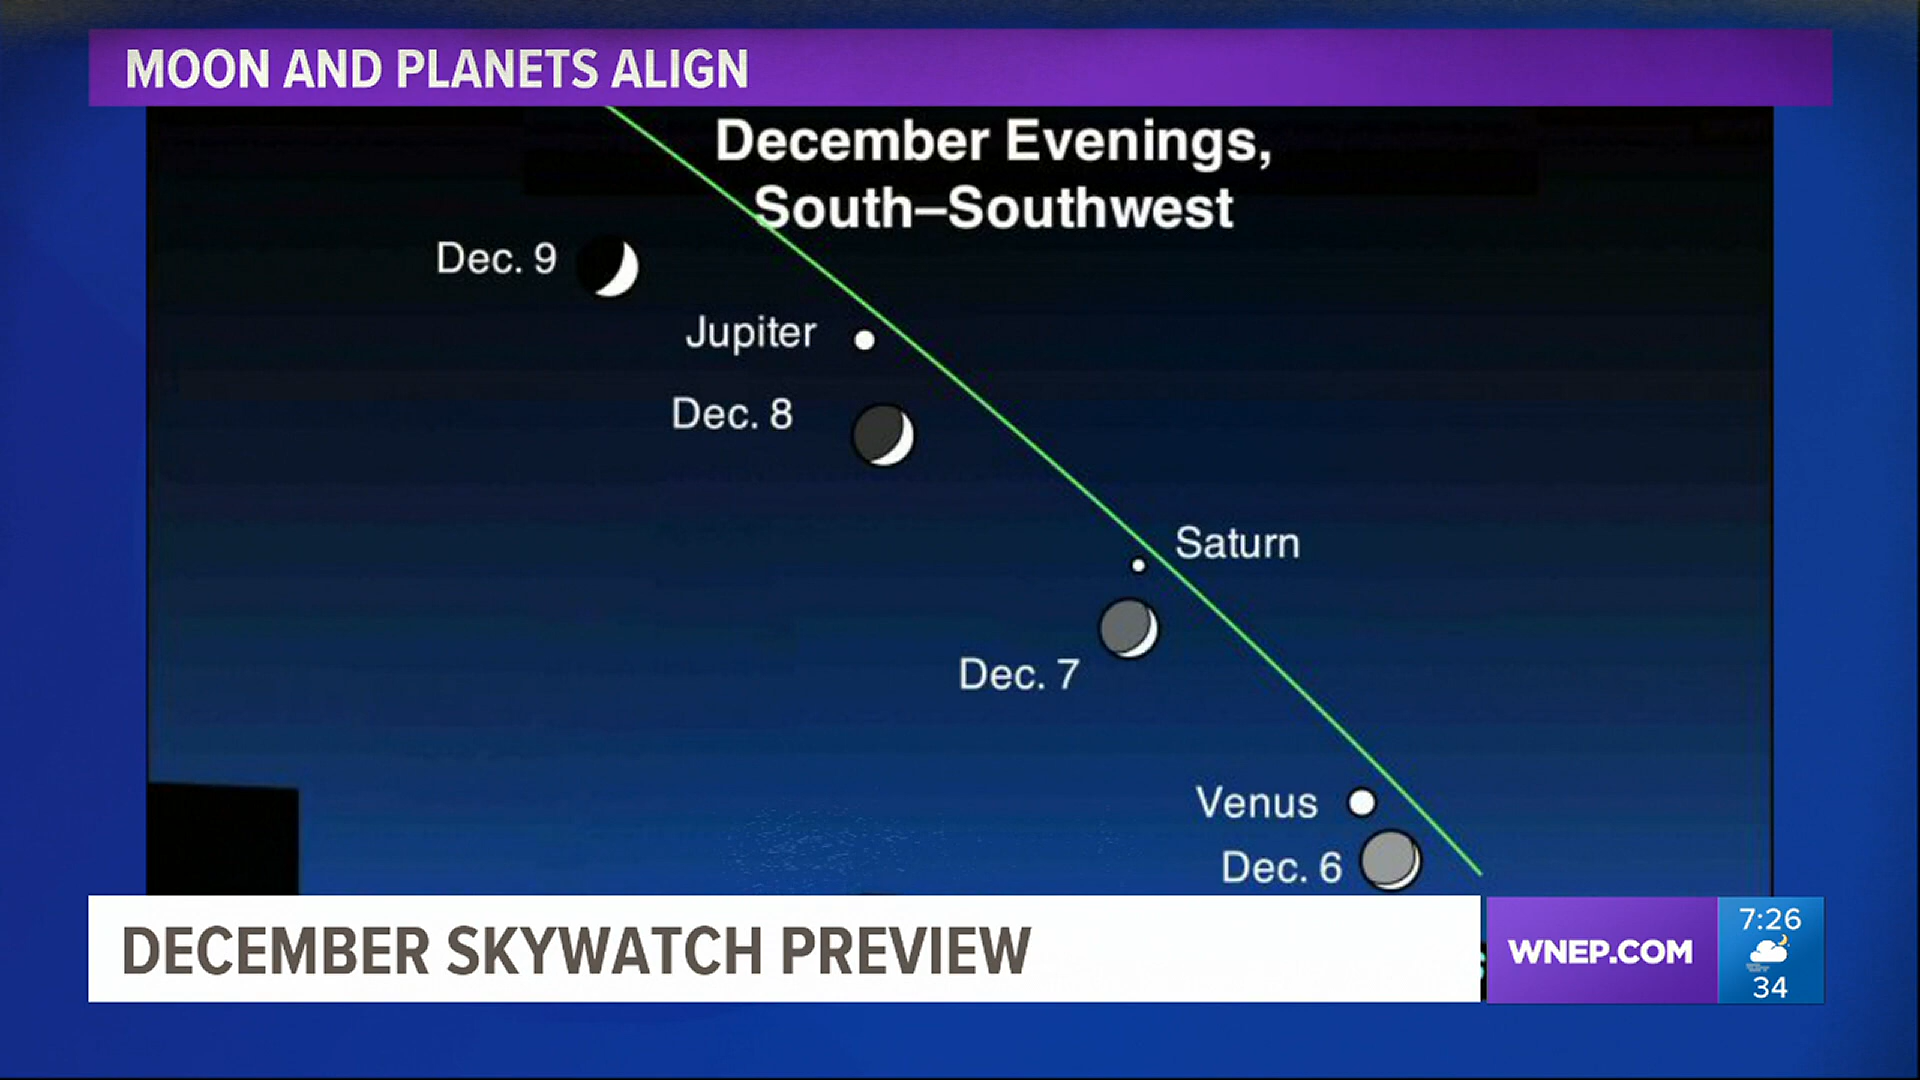 MOON AND PLANETS ALIGN
December Evenings,
South–Southwest
Dec. 9
Jupiter
Dec. 8
Saturn
Dec. 7
Venus
Dec. 6
DECEMBER SKYWATCH PREVIEW
WNEP.COM
7:26
34